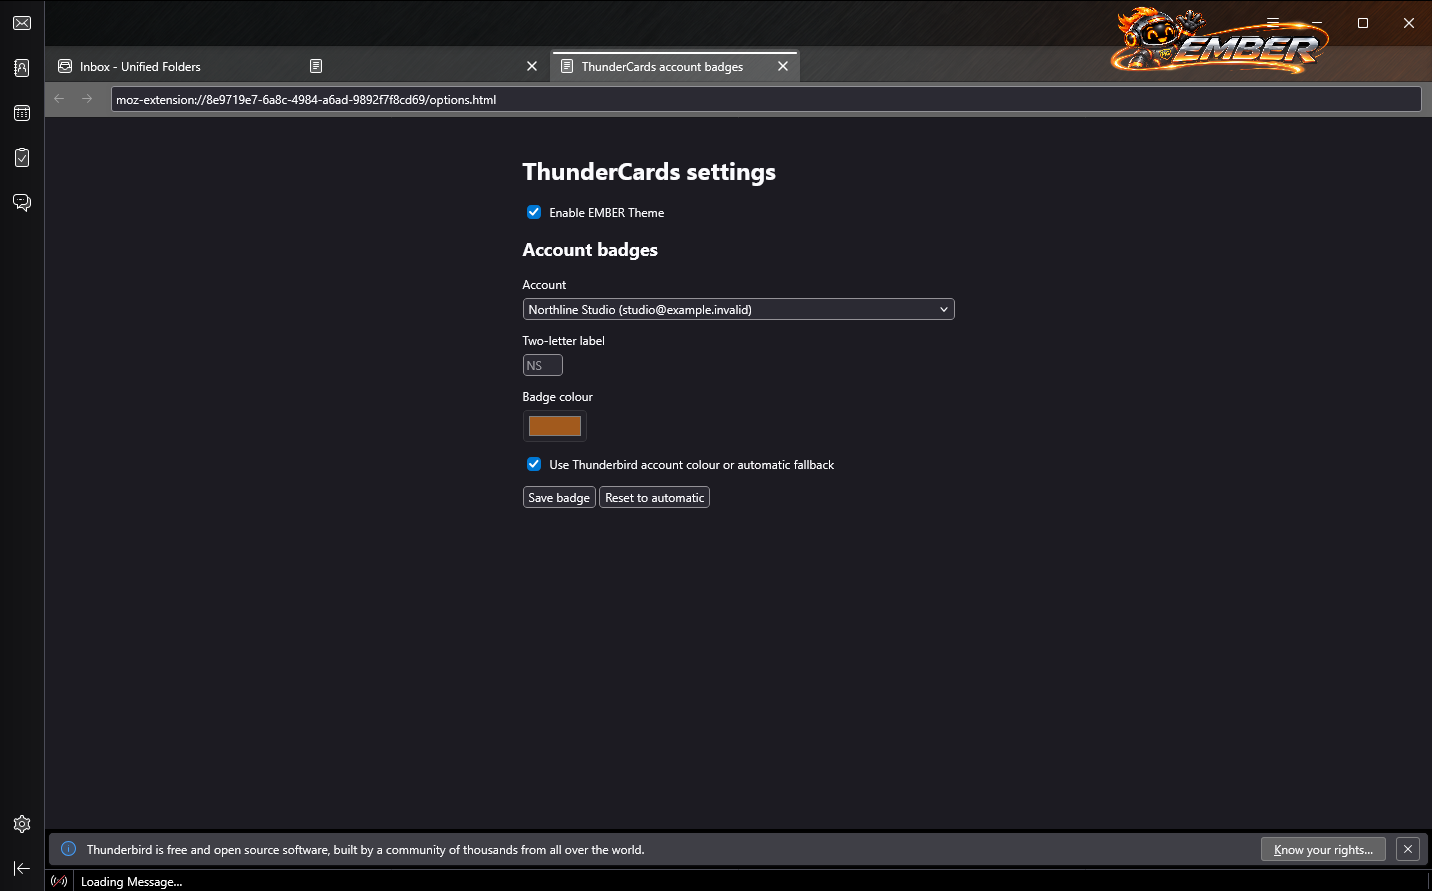 EMBER
Inbox - Unified Folders
ThunderCards account badges
moz-extension://8e9719e7-6a8c-4984-a6ad-9892f7f8cd69/options.html
ThunderCards settings
Enable EMBER Theme
Account badges
Account
Northline Studio (studio@example.invalid)
Two-letter label
NS
Badge colour
Use Thunderbird account colour or automatic fallback
Save badge
Reset to automatic
Thunderbird is free and open source software, built by a community of thousands from all over the world.
Know your rights...
Loading Message...